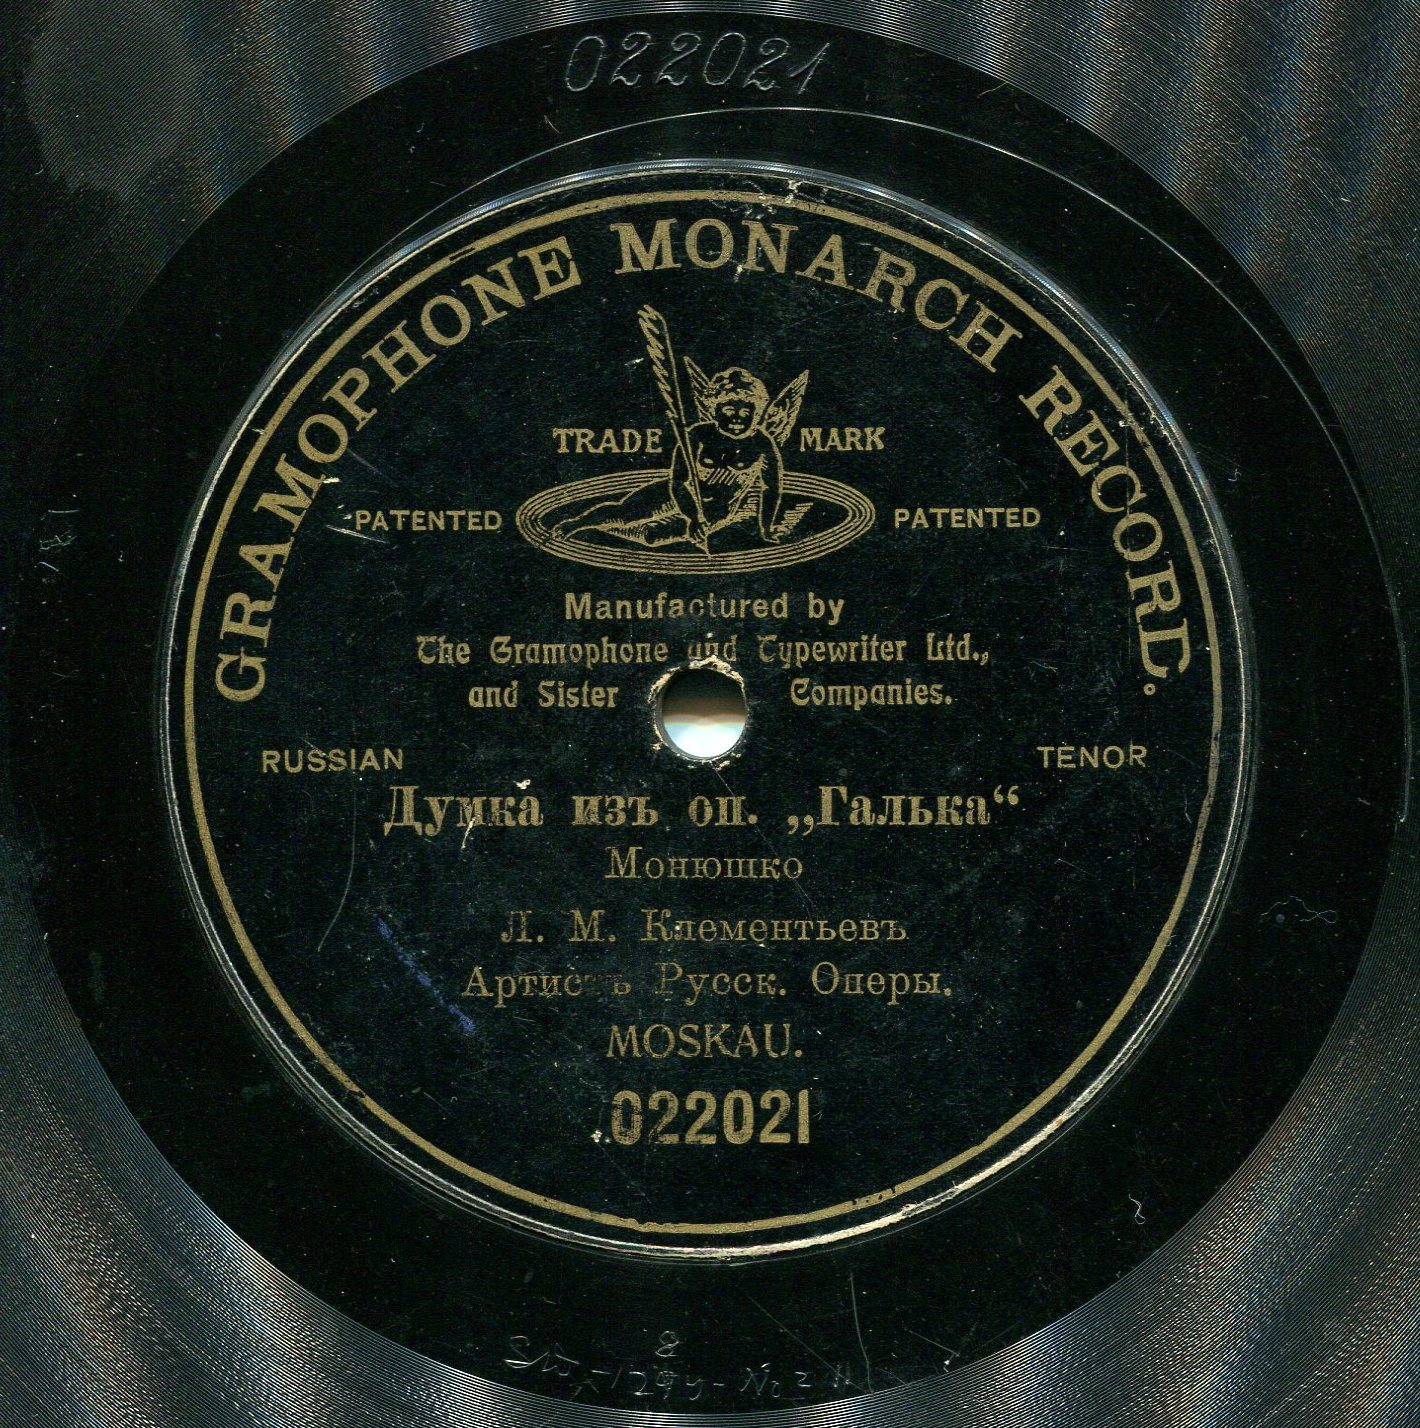 022021
GRAMOPHONE MONARCH RECORD.
TRADE MARK
PATENTED PATENTED
Manufactured by
The Gramophone and Typewriter Ltd.,
and Sister Companies.
RUSSIAN TENOR
Думка изъ оп. „Галька“
Монюшко
Л. М. Клементьевъ
Артистъ Русск. Оперы.
MOSKAU.
022021